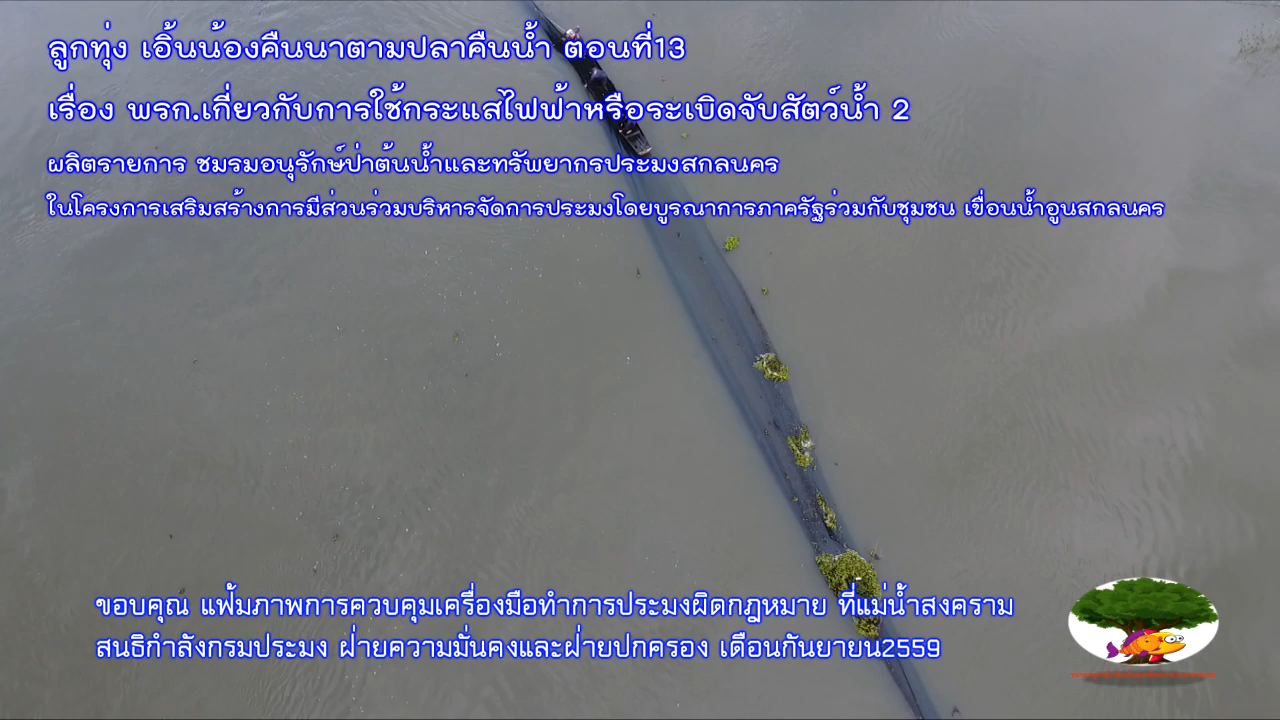 ลูกทุ่ง เอิ้นน้องคืนนาตามปลาคืนน้ำ ตอนที่13
เรื่อง พรก.เกี่ยวกับการใช้กระแสไฟฟ้าหรือระเบิดจับสัตว์น้ำ 2
ผลิตรายการ ชมรมอนุรักษ์ป่าต้นน้ำและทรัพยากรประมงสกลนคร
ในโครงการเสริมสร้างการมีส่วนร่วมบริหารจัดการประมงโดยบูรณาการภาครัฐร่วมกับชุมชน เขื่อนน้ำอูนสกลนคร
ขอบคุณ แฟ้มภาพการควบคุมเครื่องมือทำการประมงผิดกฎหมาย ที่แม่น้ำสงคราม
สนธิกำลังกรมประมง ฝ่ายความมั่นคงและฝ่ายปกครอง เดือนกันยายน2559